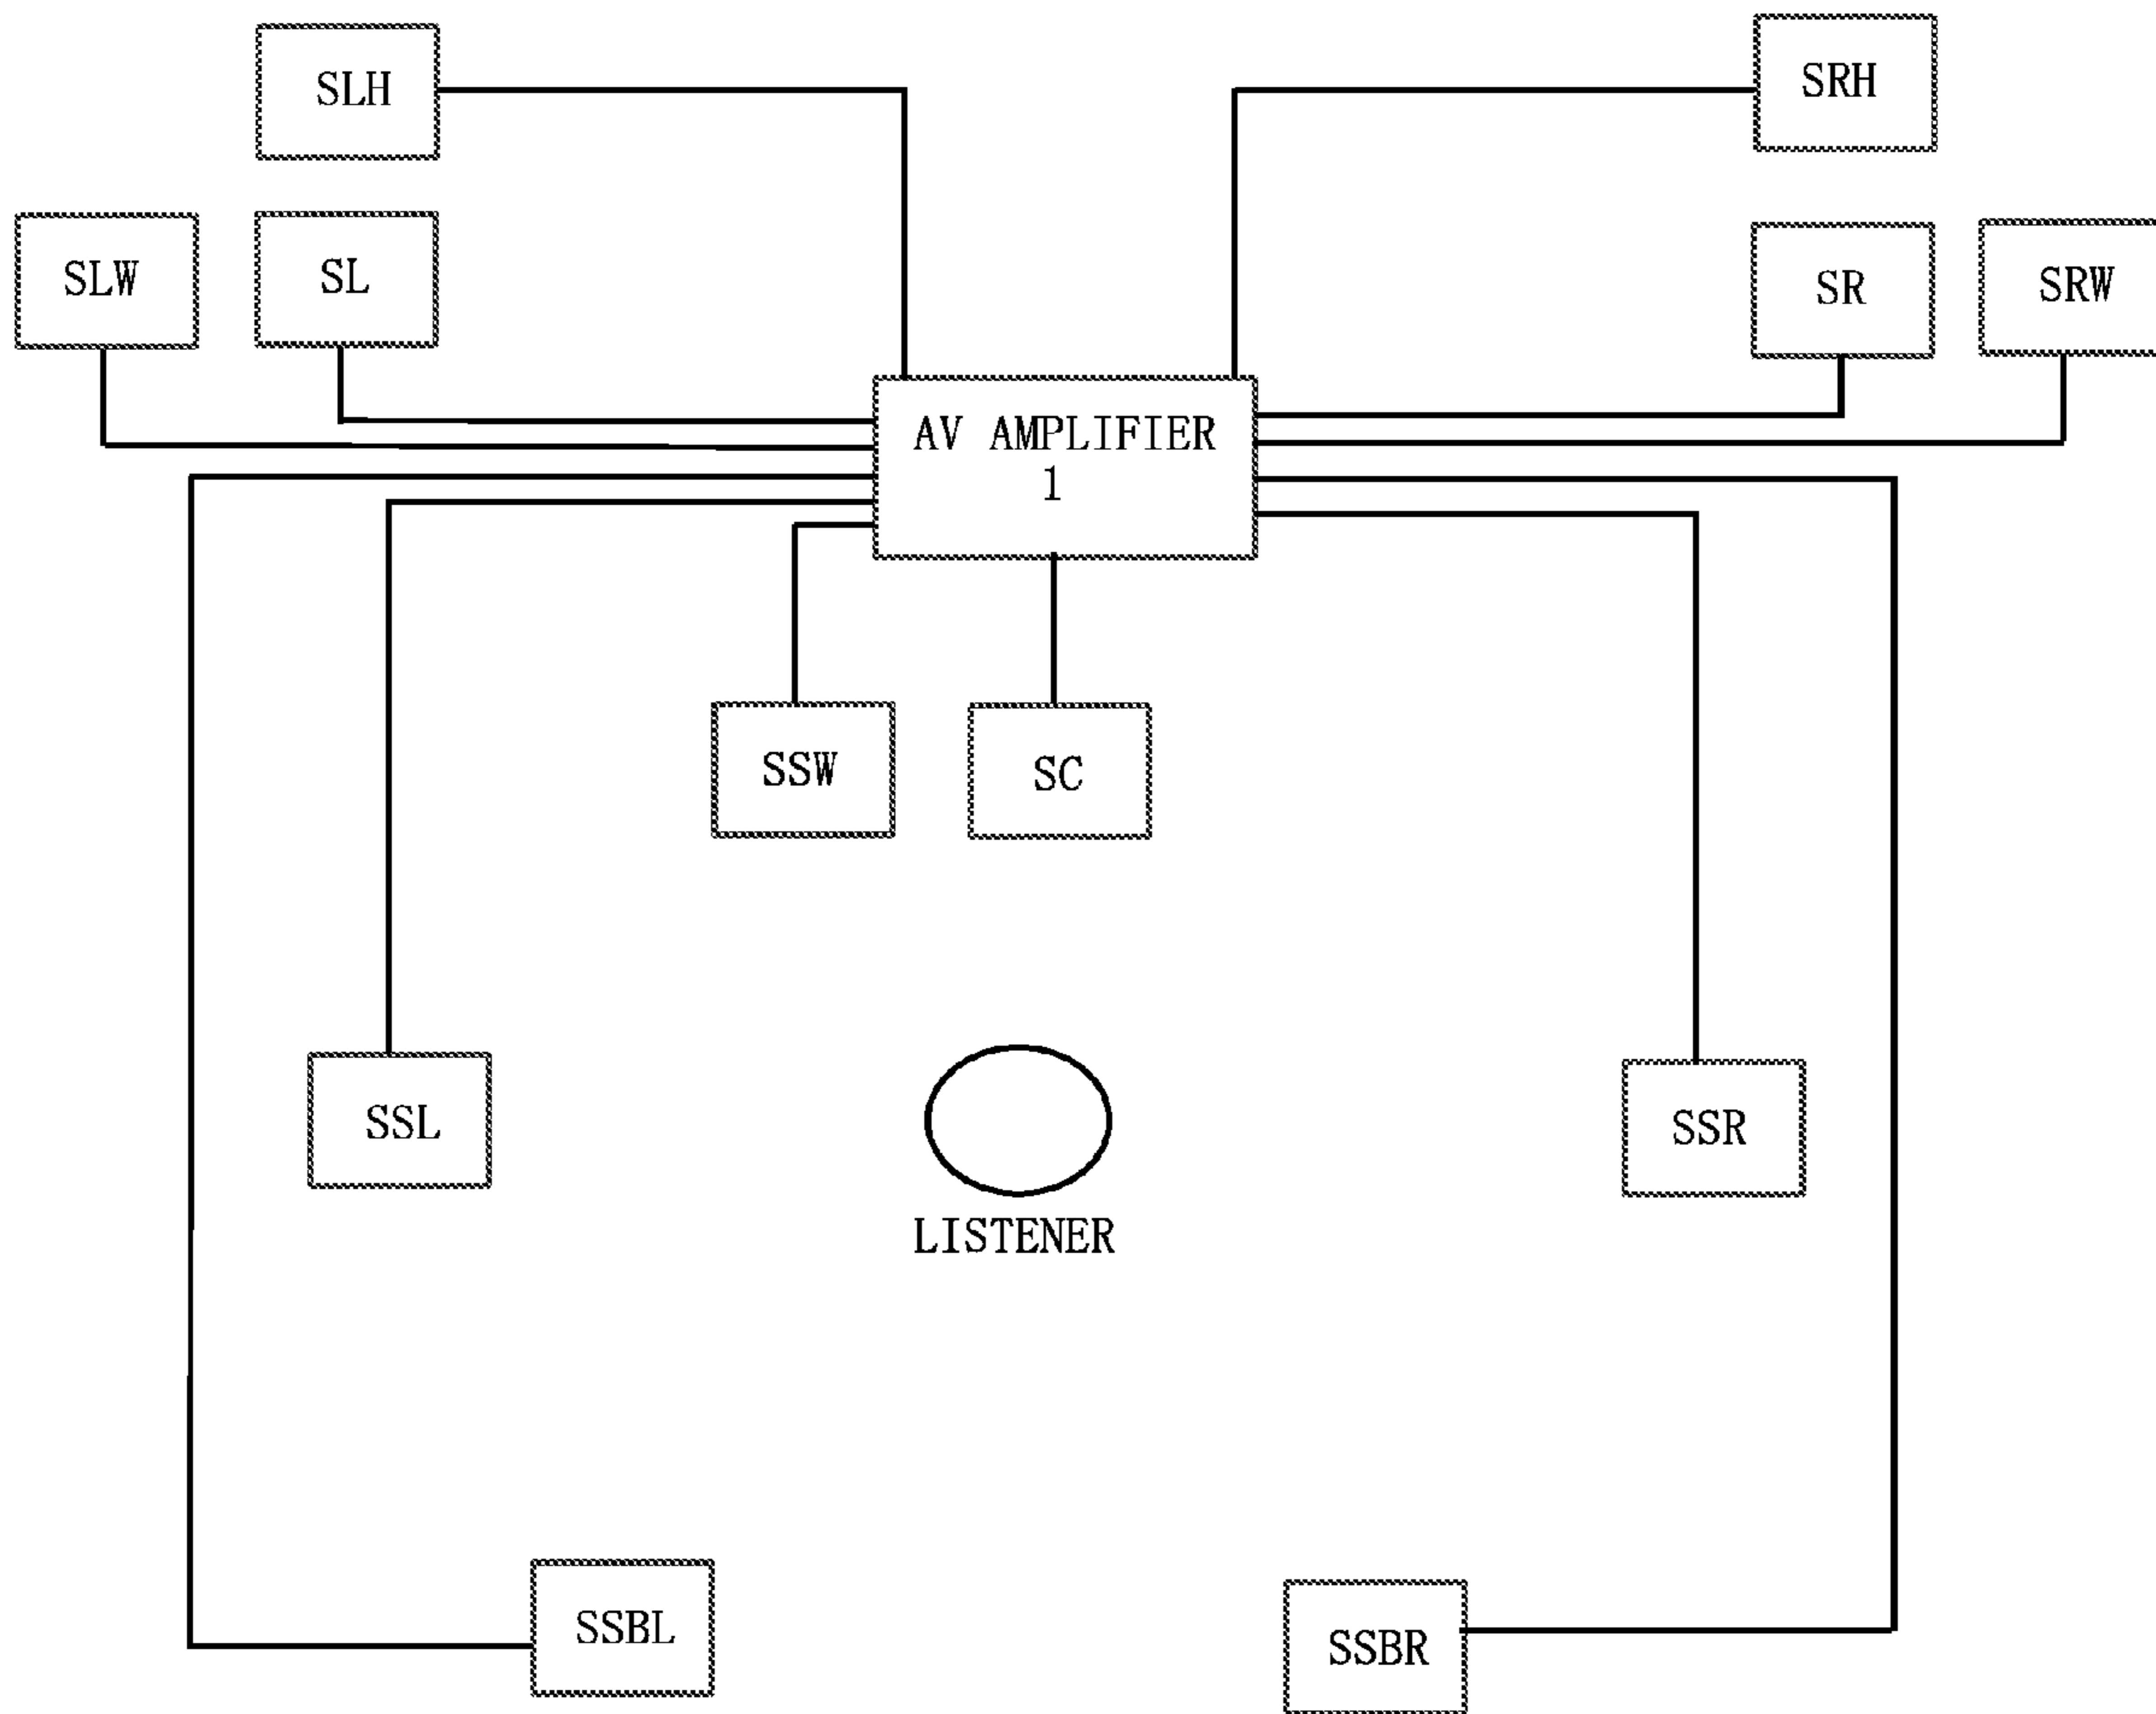 SLH
SRH
SLW
SL
SR
SRW
AV AMPLIFIER
1
SSW
SC
SSL
SSR
LISTENER
SSBL
SSBR